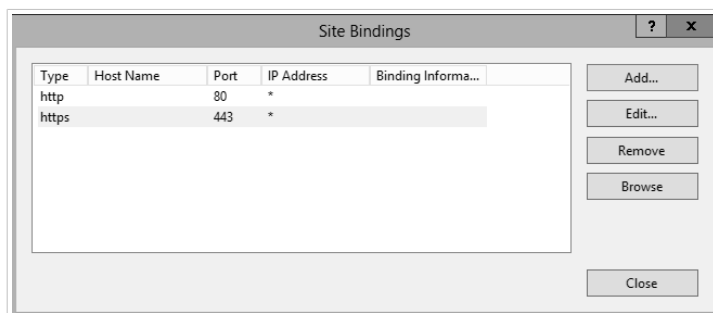 Site Bindings
? x
Type Host Name Port IP Address Binding Informa... Add...
http 80 *
https 443 * Edit...
Remove
Browse
Close